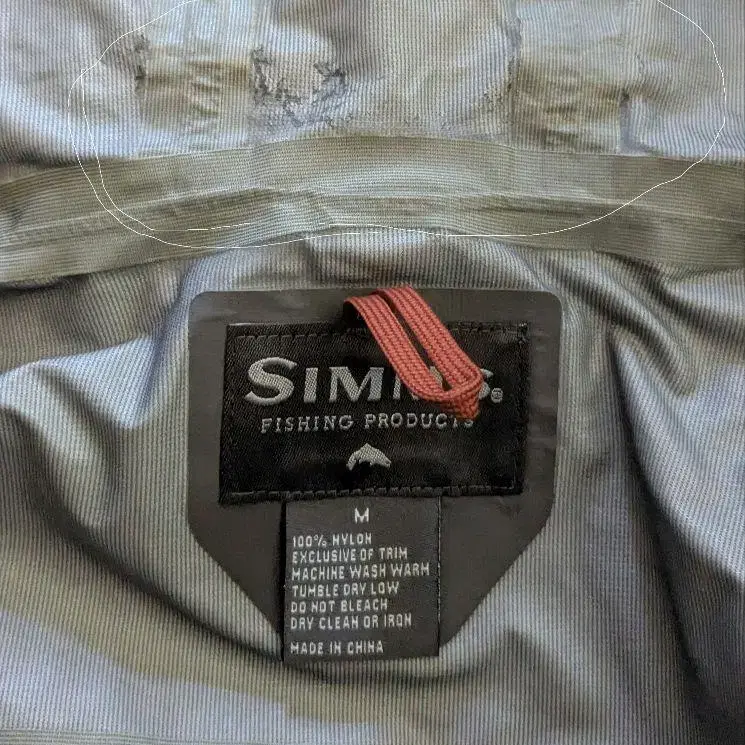 SIMMS®
FISHING PRODUCTS
M
100% NYLON
EXCLUSIVE OF TRIM
MACHINE WASH WARM
TUMBLE DRY LOW
DO NOT BLEACH
DRY CLEAN OR IRON
MADE IN CHINA